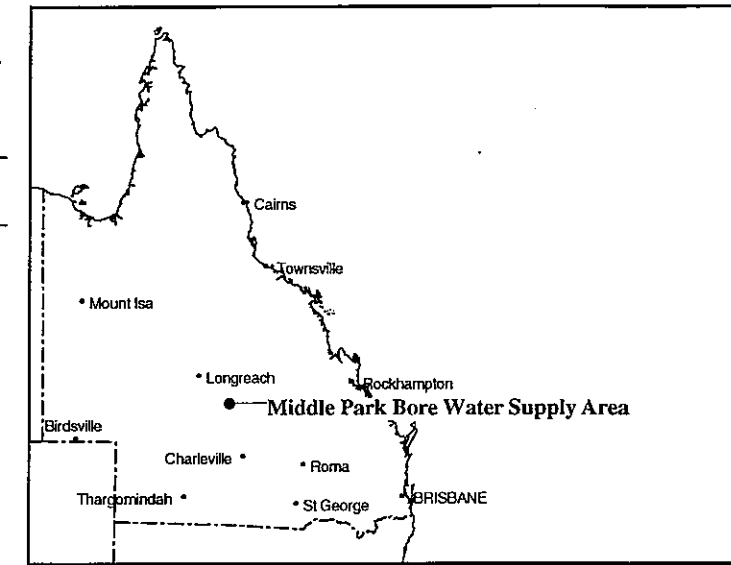 Cairns
Townsville
Mount Isa
Longreach
Rockhampton
Middle Park Bore Water Supply Area
Birdsville
Charleville
Roma
Thargomindah
St George
BRISBANE